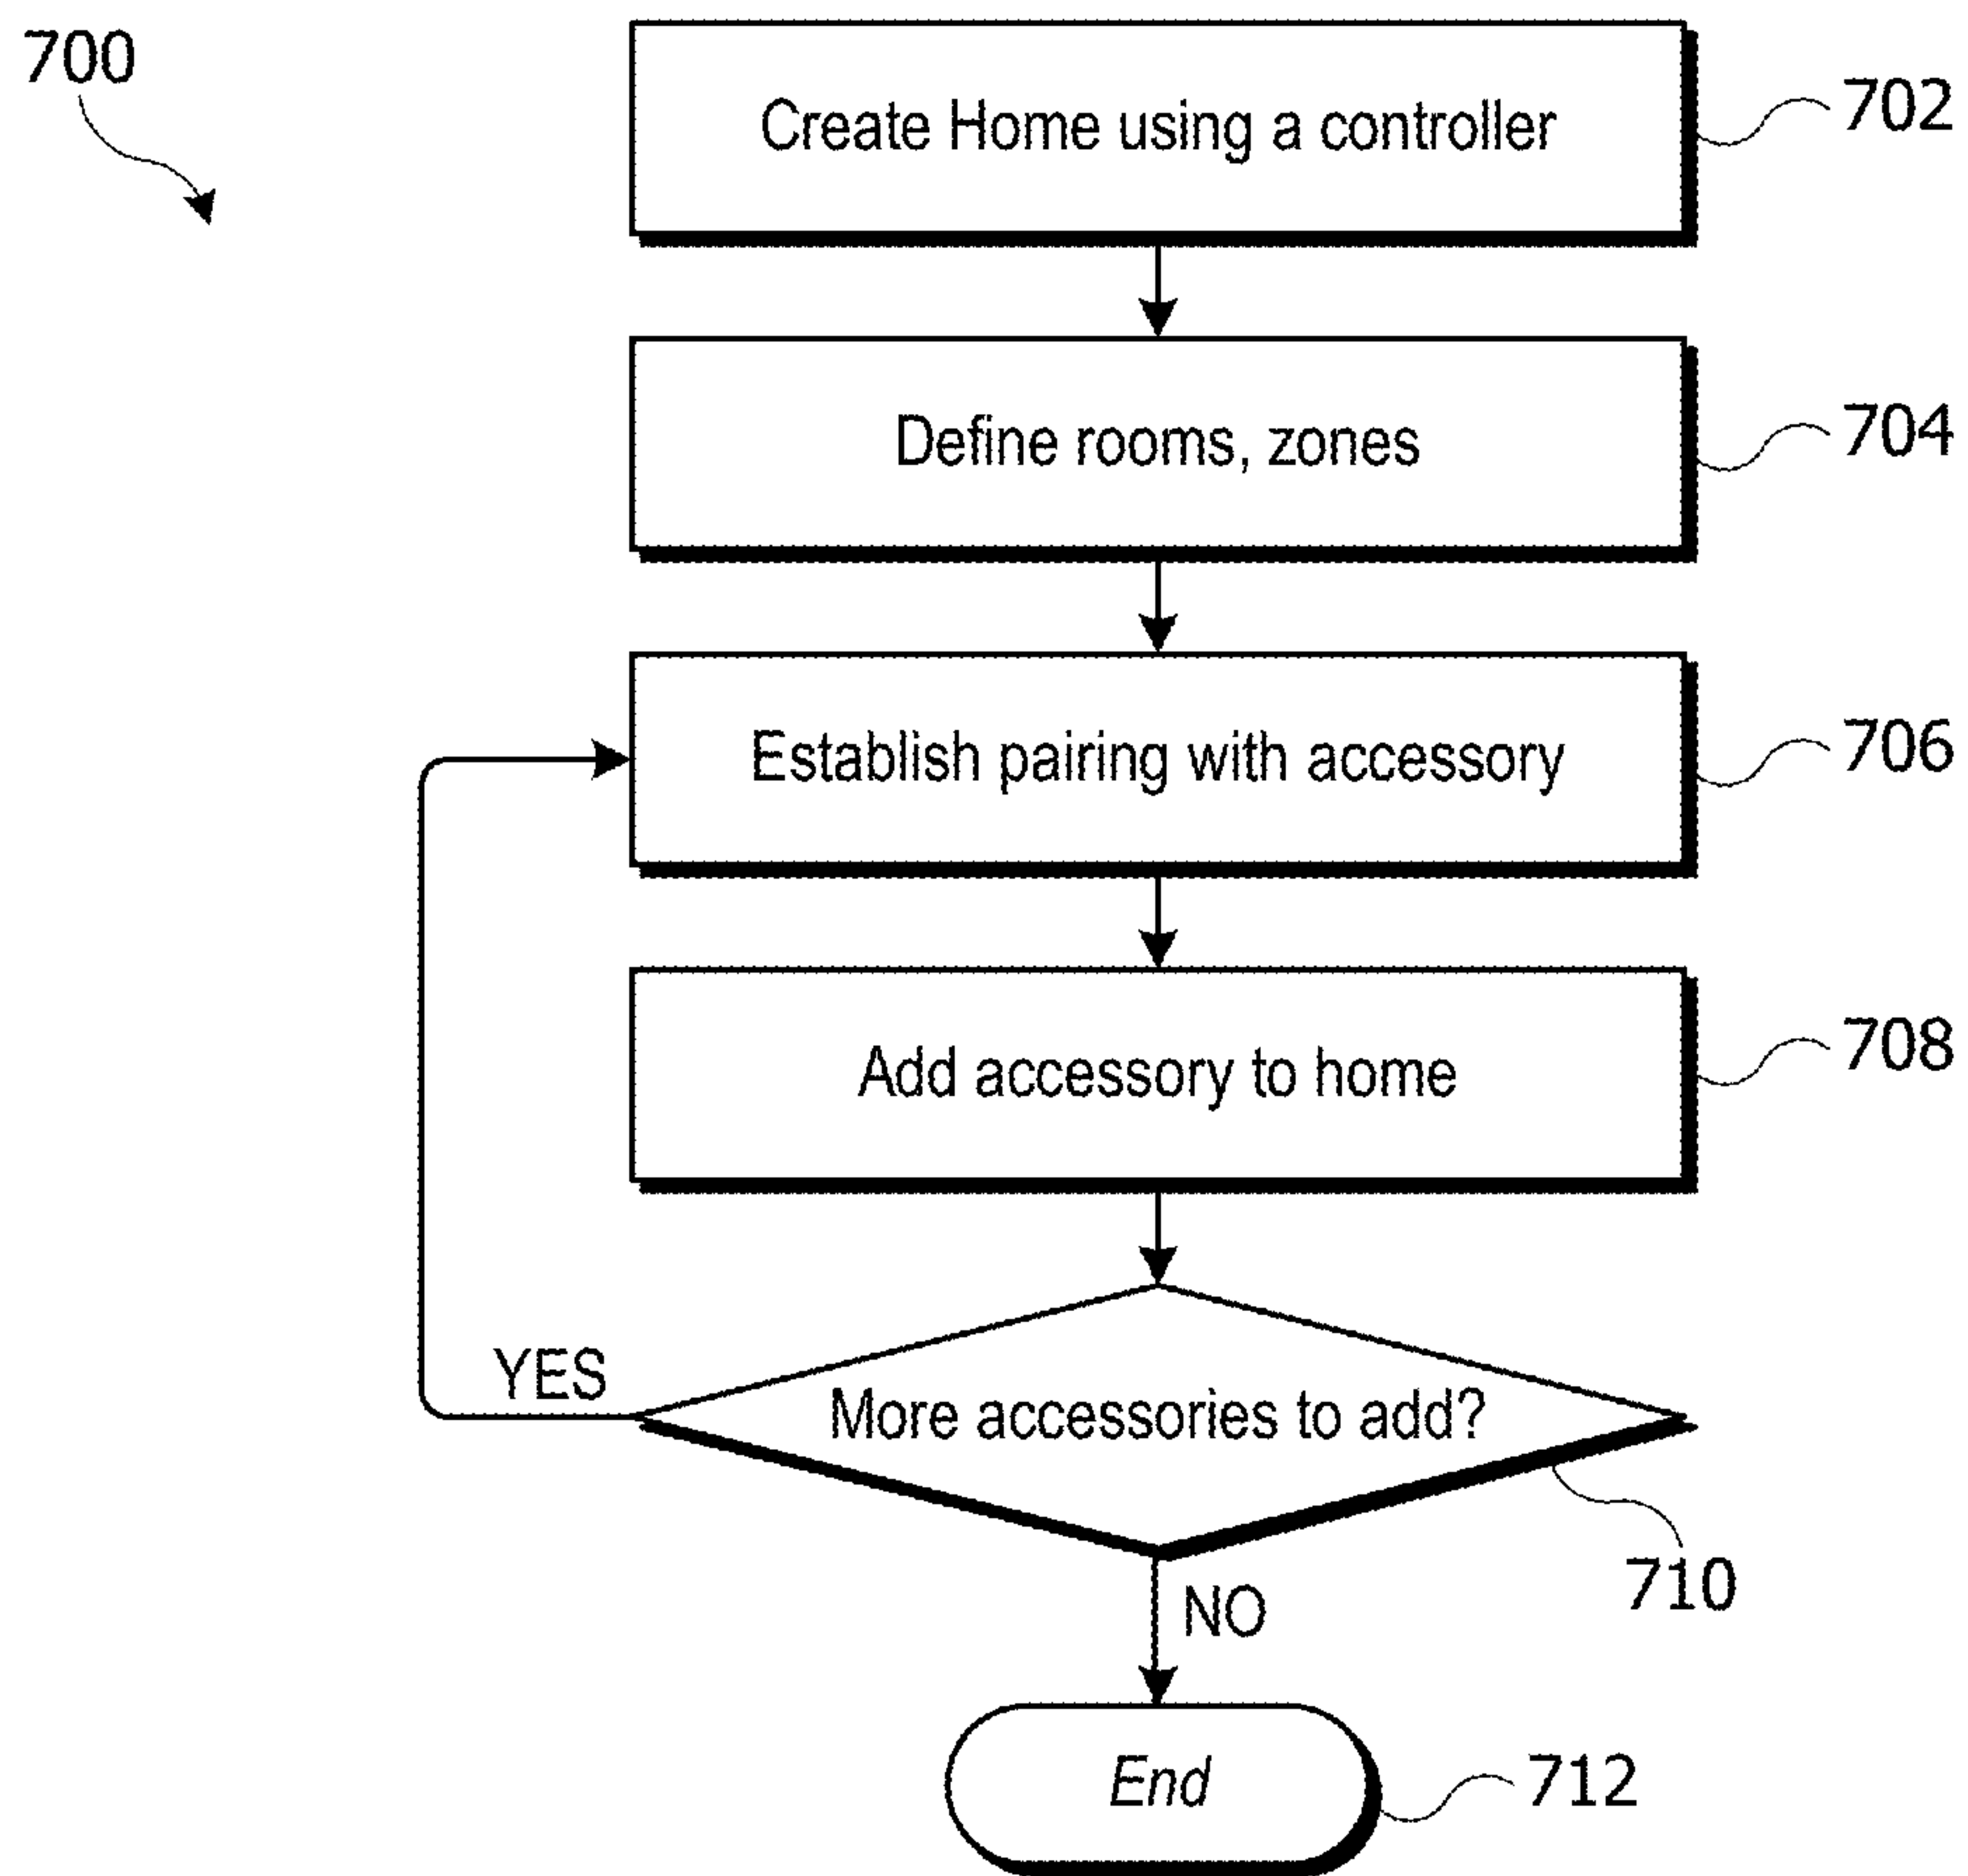 700
Create Home using a controller
702
Define rooms, zones
704
Establish pairing with accessory
706
Add accessory to home
708
YES
More accessories to add?
710
NO
End
712